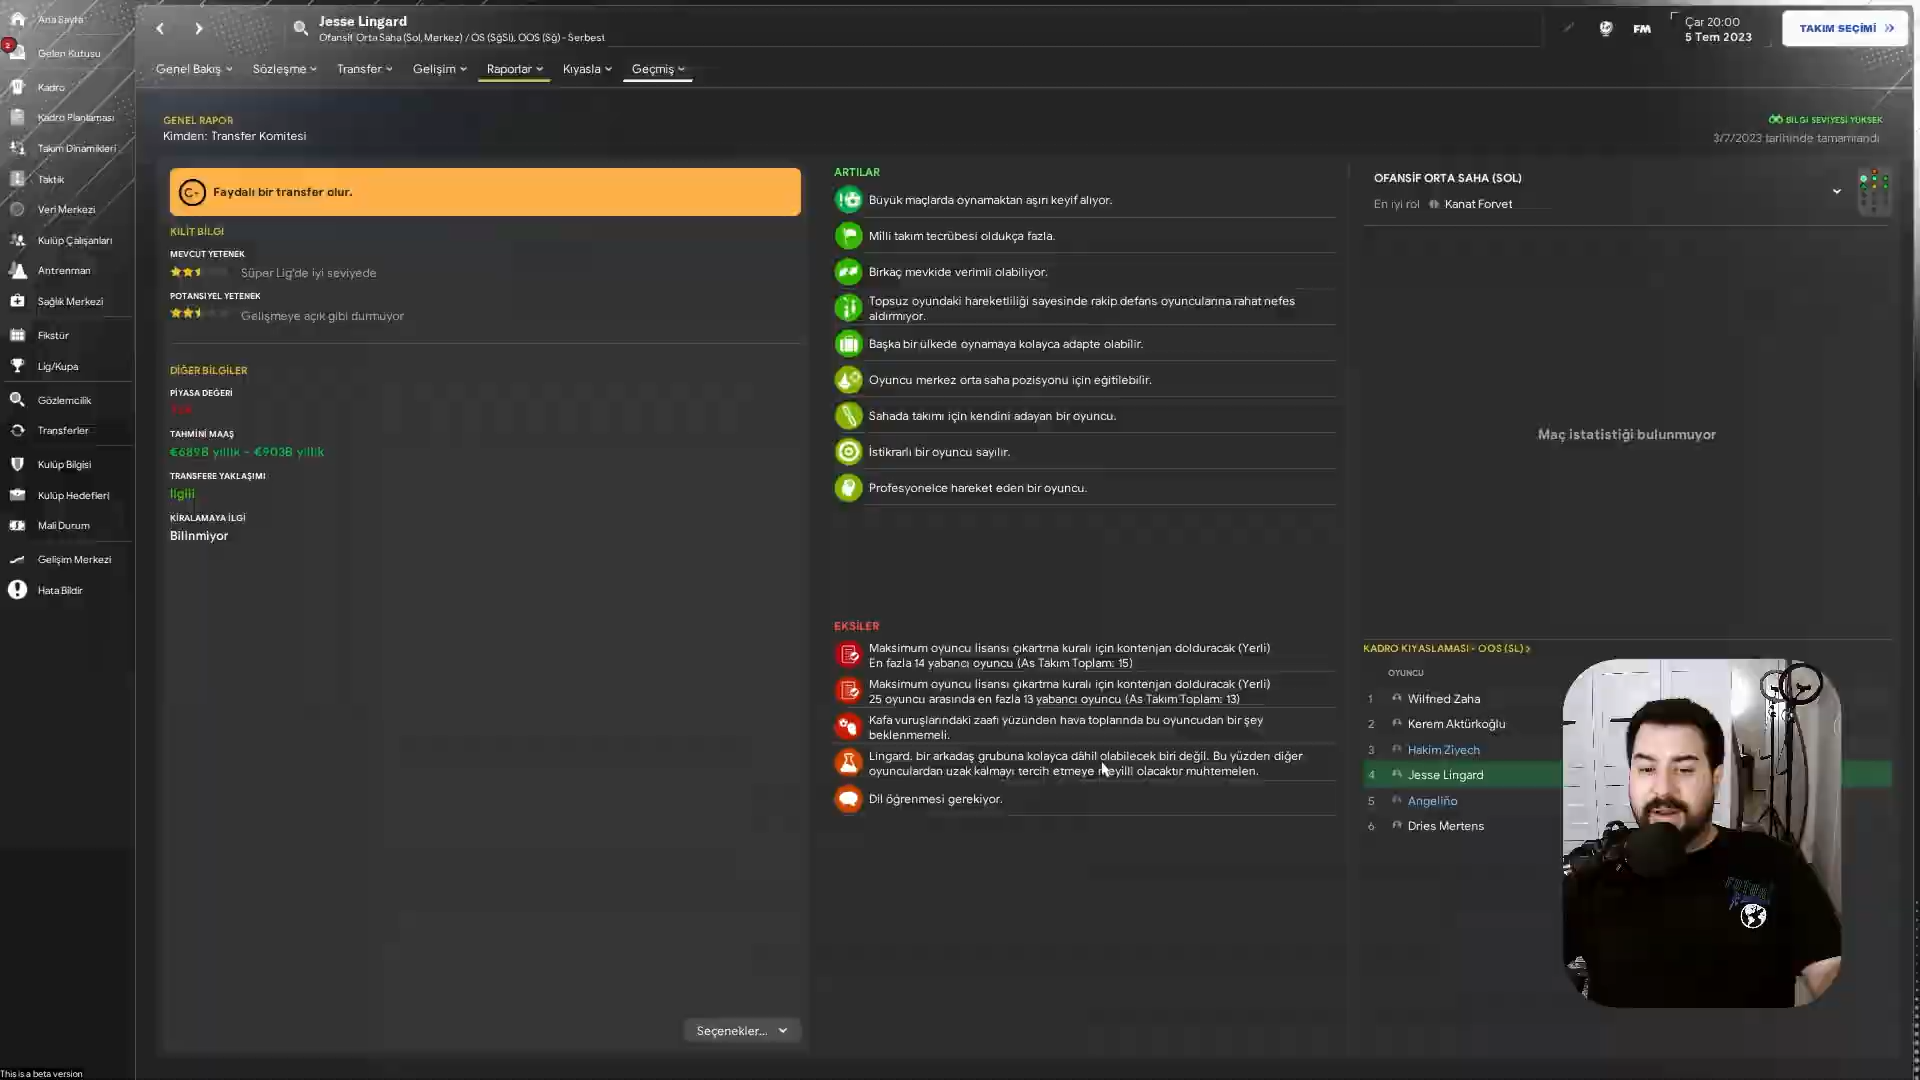 Ana Sayfa
2
Gelen Kutusu
Kadro
Kadro Planlaması
Takım Dinamikleri
Taktik
Veri Merkezi
Kulüp Çalışanları
Antrenman
Sağlık Merkezi
Fikstür
Lig/Kupa
Gözlemcilik
Transferler
Kulüp Bilgisi
Kulüp Hedefleri
Mali Durum
Gelişim Merkezi
Hata Bildir
This is a beta version
Jesse Lingard
Ofansif Orta Saha (Sol, Merkez) / OS (SğSl), OOS (Sğ) - Serbest
FM
Çar 20:00
5 Tem 2023
TAKIM SEÇİMİ
Genel Bakış
Sözleşme
Transfer
Gelişim
Raporlar
Kıyasla
Geçmiş
GENEL RAPOR
Kimden: Transfer Komitesi
BİLGİ SEVİYESİ YÜKSEK
3/7/2023 tarihinde tamamlandı
C+
Faydalı bir transfer olur.
KİLİT BİLGİ
MEVCUT YETENEK
Süper Lig'de iyi seviyede
POTANSİYEL YETENEK
Gelişmeye açık gibi durmuyor
DİĞER BİLGİLER
PİYASA DEĞERİ
TAHMİNİ MAAŞ
€689B yıllık - €903B yıllık
TRANSFERE YAKLAŞIMI
İlgili
KİRALAMAYA İLGİ
Bilinmiyor
Seçenekler...
ARTILAR
Büyük maçlarda oynamaktan aşırı keyif alıyor.
Milli takım tecrübesi oldukça fazla.
Birkaç mevkide verimli olabiliyor.
Topsuz oyundaki hareketliliği sayesinde rakip defans oyuncularına rahat nefes
aldırmıyor.
Başka bir ülkede oynamaya kolayca adapte olabilir.
Oyuncu merkez orta saha pozisyonu için eğitilebilir.
Sahada takımı için kendini adayan bir oyuncu.
İstikrarlı bir oyuncu sayılır.
Profesyonelce hareket eden bir oyuncu.
EKSİLER
Maksimum oyuncu lisansı çıkartma kuralı için kontenjan dolduracak (Yerli)
En fazla 14 yabancı oyuncu (As Takım Toplam: 15)
Maksimum oyuncu lisansı çıkartma kuralı için kontenjan dolduracak (Yerli)
25 oyuncu arasında en fazla 13 yabancı oyuncu (As Takım Toplam: 13)
Kafa vuruşlarındaki zaafı yüzünden hava toplarında bu oyuncudan bir şey
beklenmemeli.
Lingard, bir arkadaş grubuna kolayca dâhil olabilecek biri değil. Bu yüzden diğer
oyunculardan uzak kalmayı tercih etmeye meyilli olacaktır muhtemelen.
Dil öğrenmesi gerekiyor.
OFANSİF ORTA SAHA (SOL)
En iyi rol Kanat Forvet
Maç istatistiği bulunmuyor
KADRO KIYASLAMASI - OOS (SL) >
OYUNCU
1 Wilfried Zaha
2 Kerem Aktürkoğlu
3 Hakim Ziyech
4 Jesse Lingard
5 Angeliño
6 Dries Mertens